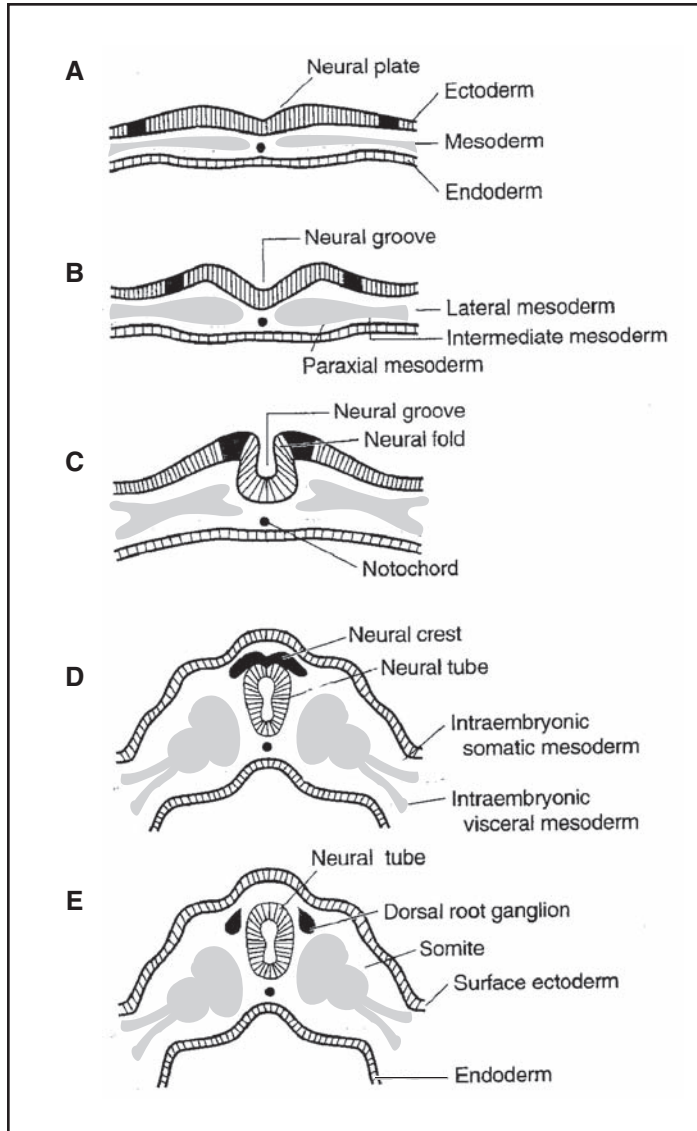 A
Neural plate
Ectoderm
Mesoderm
Endoderm
B
Neural groove
Lateral mesoderm
Intermediate mesoderm
Paraxial mesoderm
C
Neural groove
Neural fold
Notochord
D
Neural crest
Neural tube
Intraembryonic
somatic mesoderm
Intraembryonic
visceral mesoderm
E
Neural tube
Dorsal root ganglion
Somite
Surface ectoderm
Endoderm